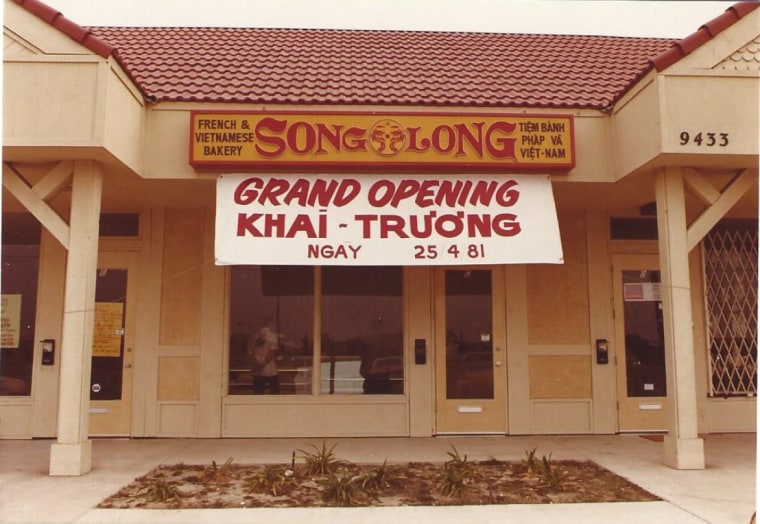 FRENCH &
VIETNAMESE
BAKERY
SONG LONG
TIỆM BÁNH
PHÁP VÀ
VIỆT-NAM
9433
GRAND OPENING
KHAI - TRƯƠNG
NGAY 25/4 81